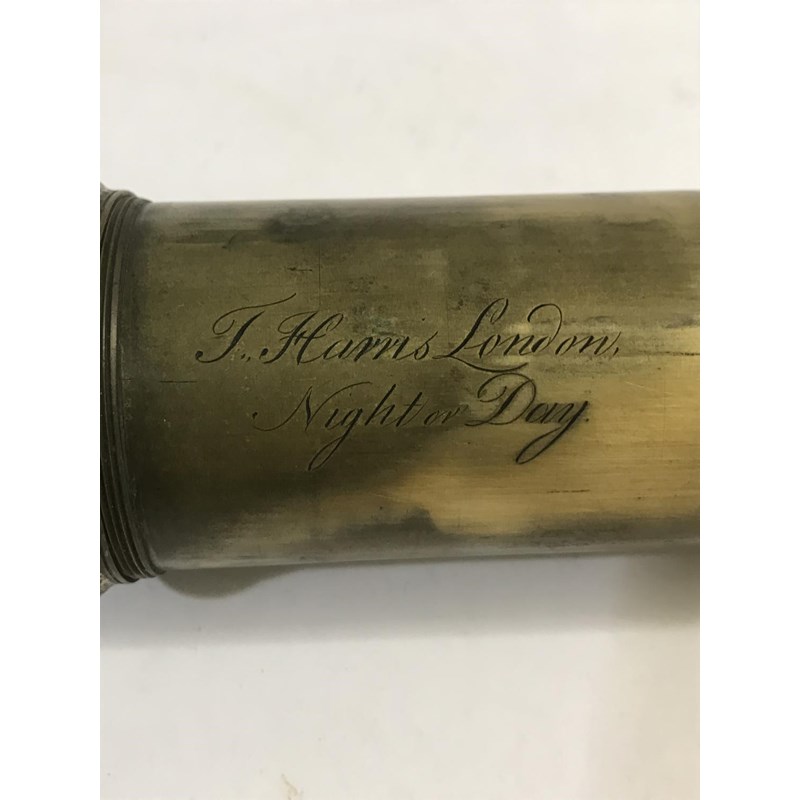 T. Harris London,
Night or Day.